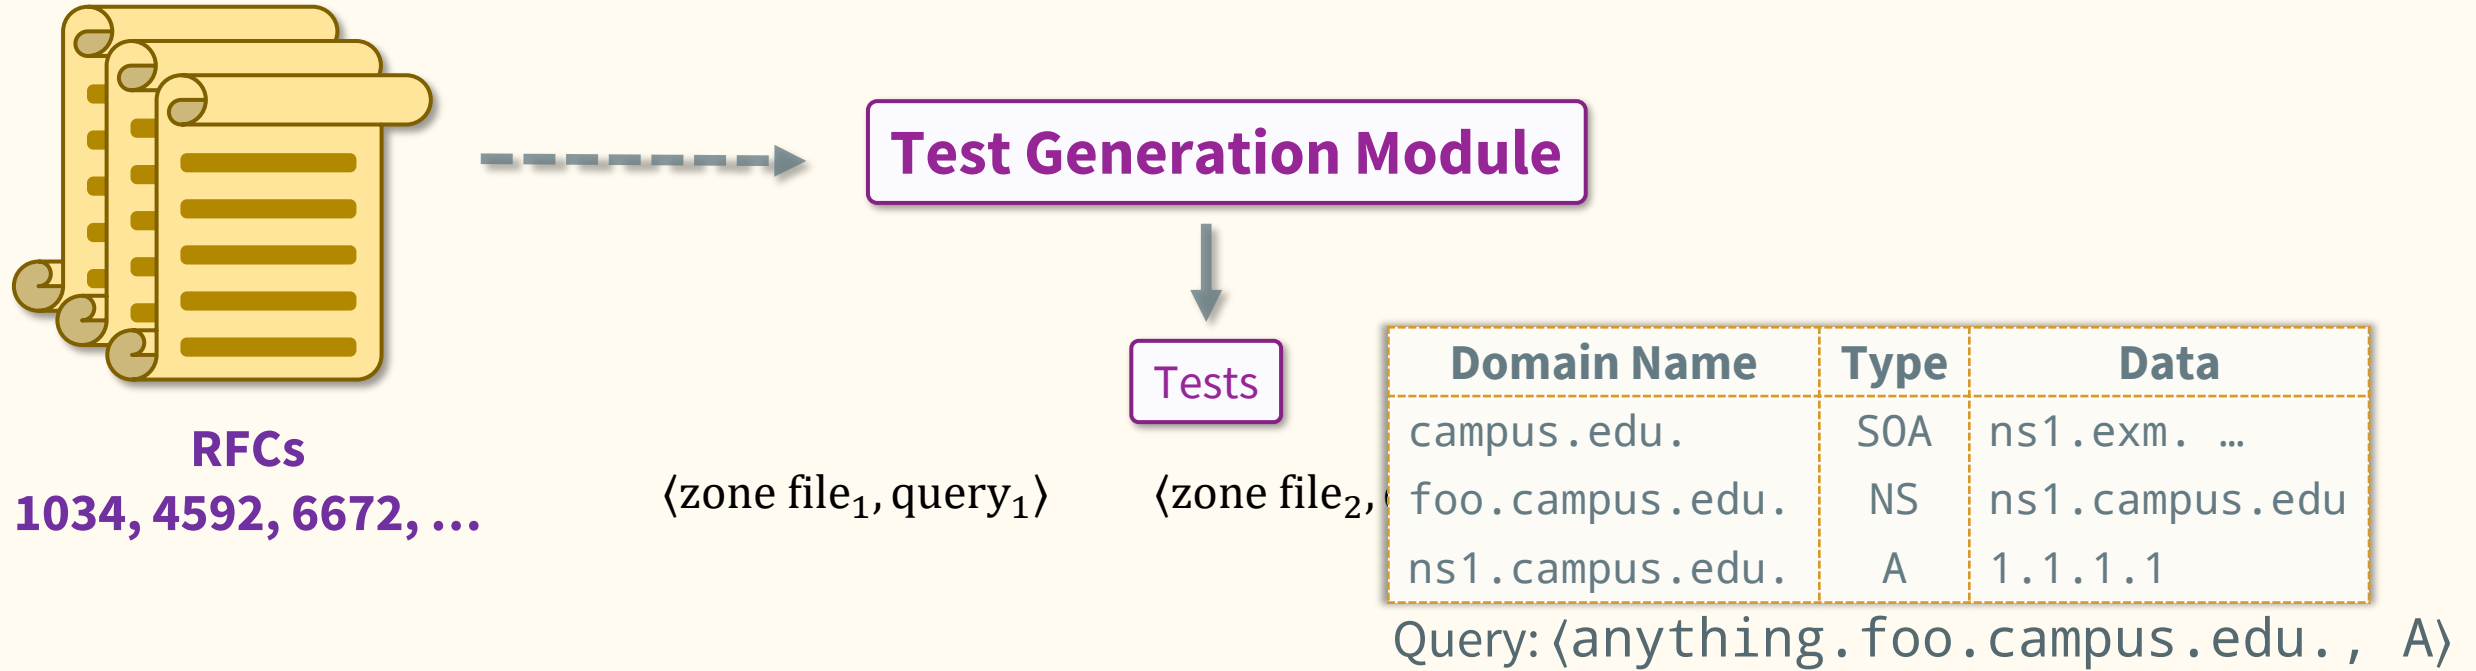 Test Generation Module
Tests
RFCs
1034, 4592, 6672, ...
⟨zone file₁, query₁⟩
⟨zone file₂,
Domain Name Type Data
campus.edu. SOA ns1.exm. …
foo.campus.edu. NS ns1.campus.edu
ns1.campus.edu. A 1.1.1.1
Query: ⟨anything.foo.campus.edu., A⟩